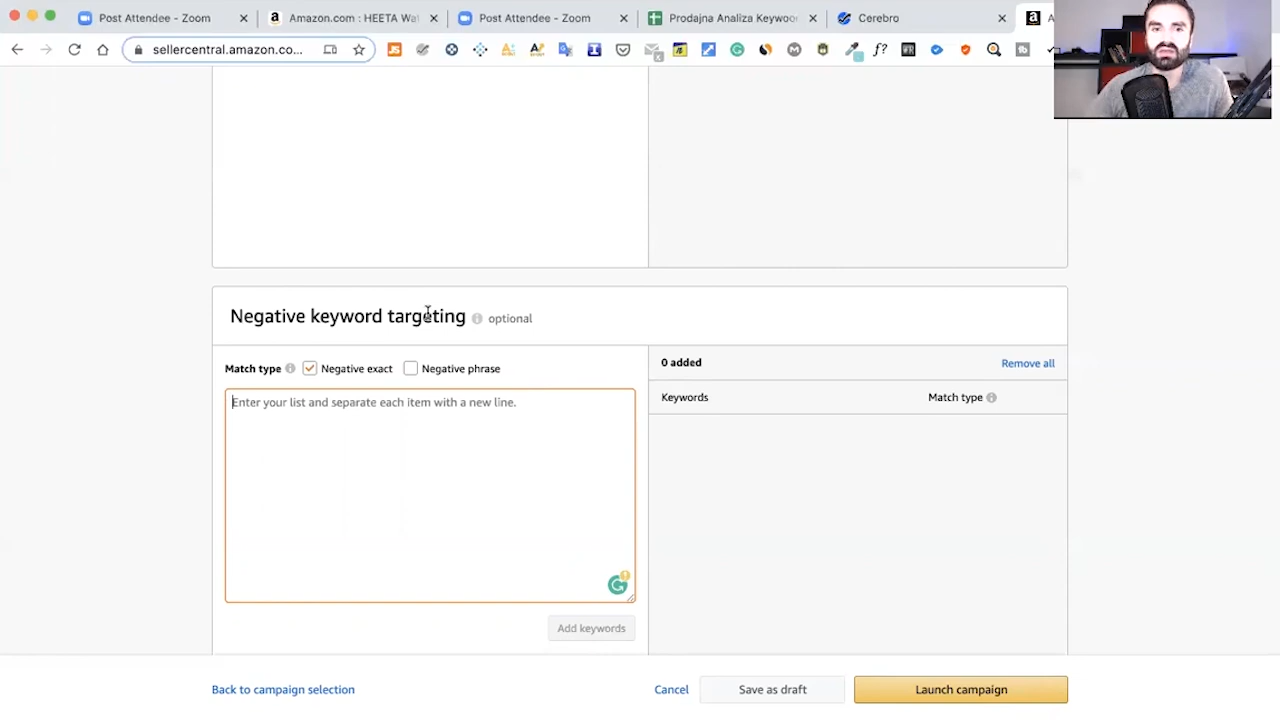 Post Attendee - Zoom
Amazon.com : HEETA Wa
Post Attendee - Zoom
Prodajna Analiza Keywo
Cerebro
sellercentral.amazon.co...
Negative keyword targeting optional
Match type Negative exact Negative phrase
0 added Remove all
Enter your list and separate each item with a new line.
Keywords Match type
Add keywords
Back to campaign selection
Cancel
Save as draft
Launch campaign